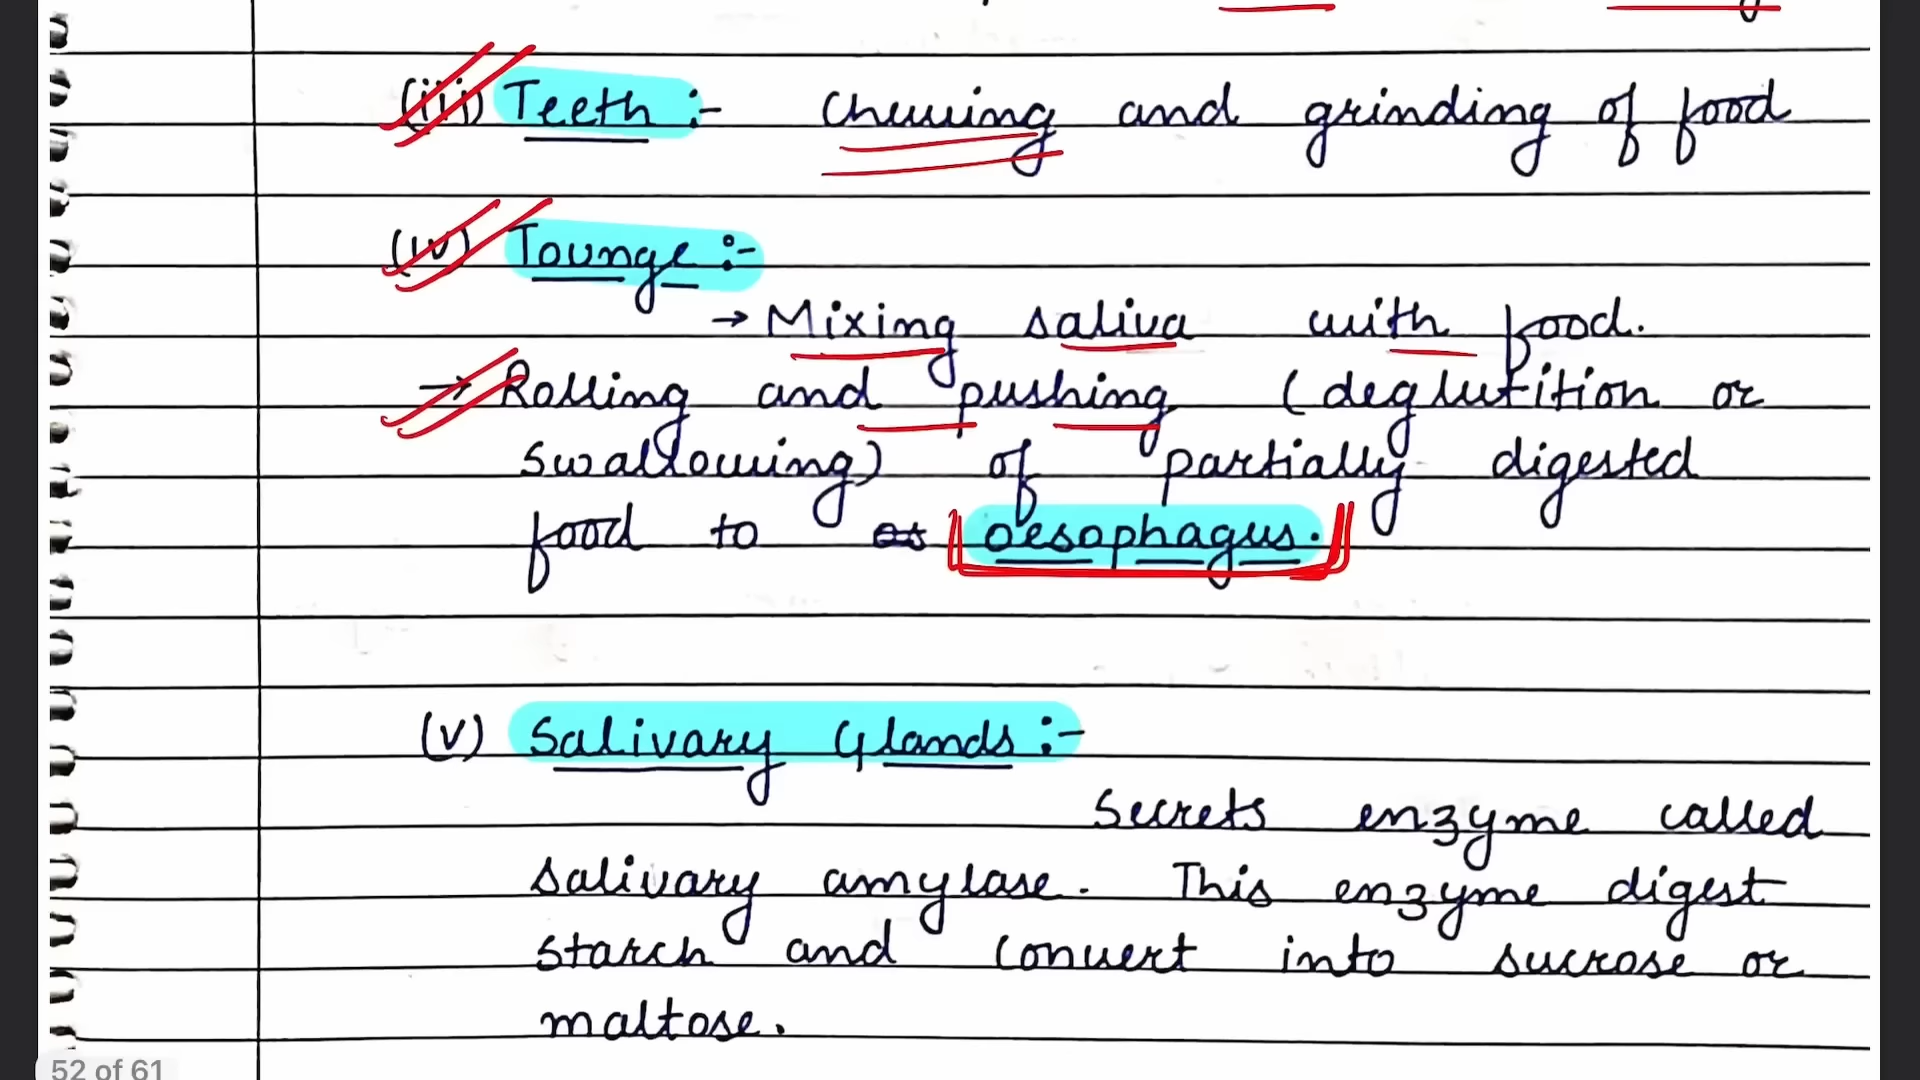 (iii) Teeth :- Chewing and grinding of food
(iv) Tounge :-
→ Mixing saliva with food.
→ Rolling and pushing (deglutition or
swallowing) of partially digested
food to oesophagus.
(v) Salivary Glands :-
Secrets enzyme called
salivary amylase. This enzyme digest
starch and convert into sucrose or
maltose.
52 of 61